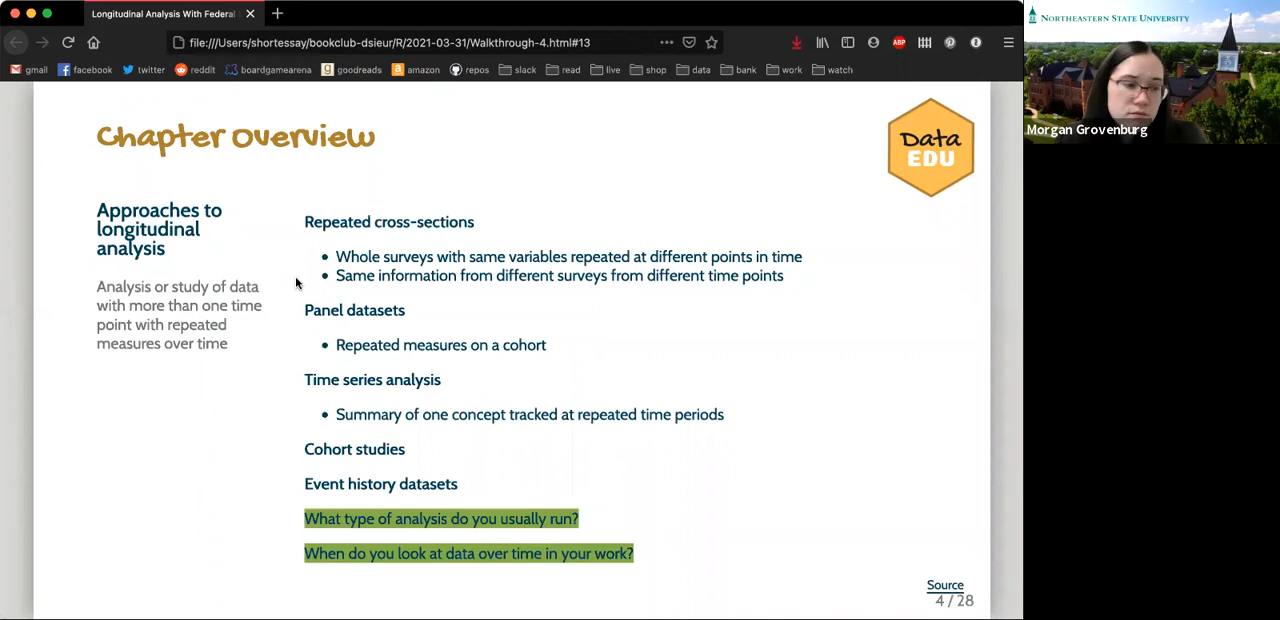 Longitudinal Analysis With Federal
file:///Users/shortessay/bookclub-dsieur/R/2021-03-31/Walkthrough-4.html#13
gmail facebook twitter reddit boardgamearena goodreads amazon repos slack read live shop data bank work watch
ABP
NORTHEASTERN STATE UNIVERSITY
Morgan Grovenburg
Chapter Overview
Data
EDU
Approaches to
longitudinal
analysis
Analysis or study of data
with more than one time
point with repeated
measures over time
Repeated cross-sections
• Whole surveys with same variables repeated at different points in time
• Same information from different surveys from different time points
Panel datasets
• Repeated measures on a cohort
Time series analysis
• Summary of one concept tracked at repeated time periods
Cohort studies
Event history datasets
What type of analysis do you usually run?
When do you look at data over time in your work?
Source
4 / 28